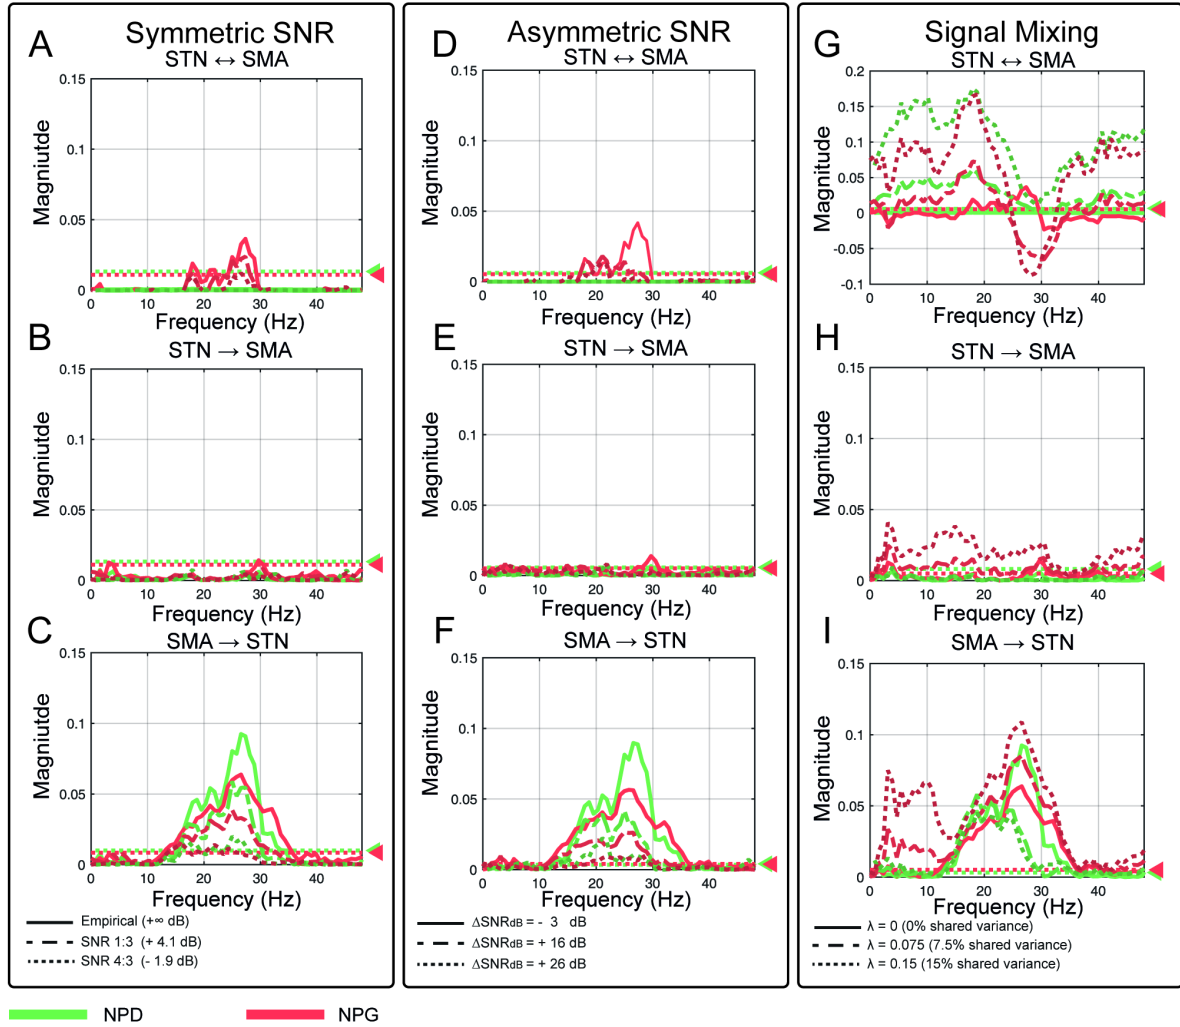 Symmetric SNR
A
STN ↔ SMA
0.15
0.1
0.05
0
Magniutde
0 10 20 30 40
Frequency (Hz)
B
STN → SMA
0.15
0.1
0.05
0
Magniutde
0 10 20 30 40
Frequency (Hz)
C
SMA → STN
0.15
0.1
0.05
0
Magniutde
0 10 20 30 40
Frequency (Hz)
Empirical (+∞ dB)
SNR 1:3 (+ 4.1 dB)
SNR 4:3 (- 1.9 dB)
Asymmetric SNR
D
STN ↔ SMA
0.15
0.1
0.05
0
Magnitude
0 10 20 30 40
Frequency (Hz)
E
STN → SMA
0.15
0.1
0.05
0
Magnitude
0 10 20 30 40
Frequency (Hz)
F
SMA → STN
0.15
0.1
0.05
0
Magnitude
0 10 20 30 40
Frequency (Hz)
ΔSNRdB = - 3 dB
ΔSNRdB = + 16 dB
ΔSNRdB = + 26 dB
Signal Mixing
G
STN ↔ SMA
0.2
0.15
0.1
0.05
0
-0.05
-0.1
Magnitude
0 10 20 30 40
Frequency (Hz)
H
STN → SMA
0.15
0.1
0.05
0
Magnitude
0 10 20 30 40
Frequency (Hz)
I
SMA → STN
0.15
0.1
0.05
0
Magnitude
0 10 20 30 40
Frequency (Hz)
λ = 0 (0% shared variance)
λ = 0.075 (7.5% shared variance)
λ = 0.15 (15% shared variance)
NPD
NPG